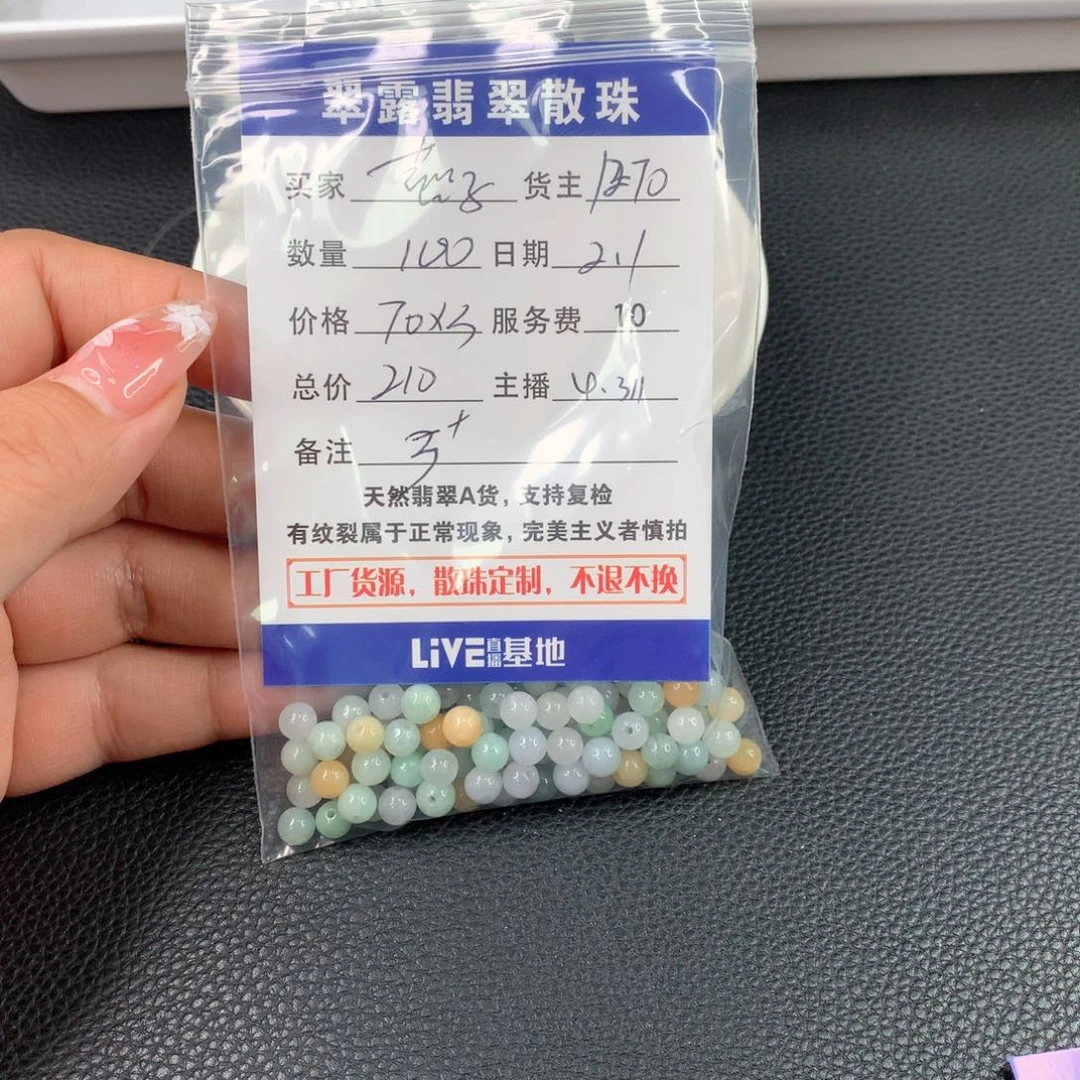 翠露翡翠散珠
买家 货主
数量 100 日期 2.1
价格 70x3 服务费 10
总价 210 主播
备注
天然翡翠A货，支持复检
有纹裂属于正常现象，完美主义者慎拍
工厂货源，散珠定制，不退不换
LiVE直播基地